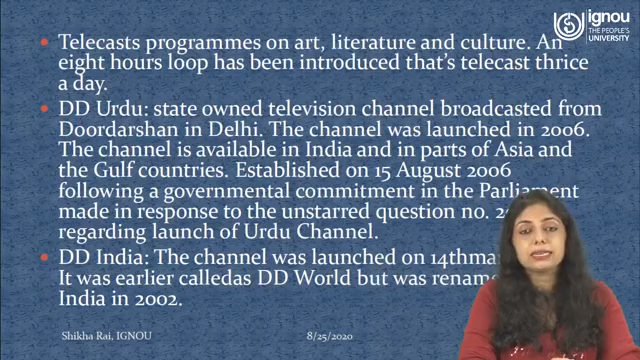 ignou
THE PEOPLE'S
UNIVERSITY
• Telecasts programmes on art, literature and culture. An
eight hours loop has been introduced that's telecast thrice
a day.
• DD Urdu: state owned television channel broadcasted from
Doordarshan in Delhi. The channel was launched in 2006.
The channel is available in India and in parts of Asia and
the Gulf countries. Established on 15 August 2006
following a governmental commitment in the Parliament
made in response to the unstarred question no.
regarding launch of Urdu Channel.
• DD India: The channel was launched on 14thmar
It was earlier calledas DD World but was rename
India in 2002.
Shikha Rai, IGNOU 8/25/2020